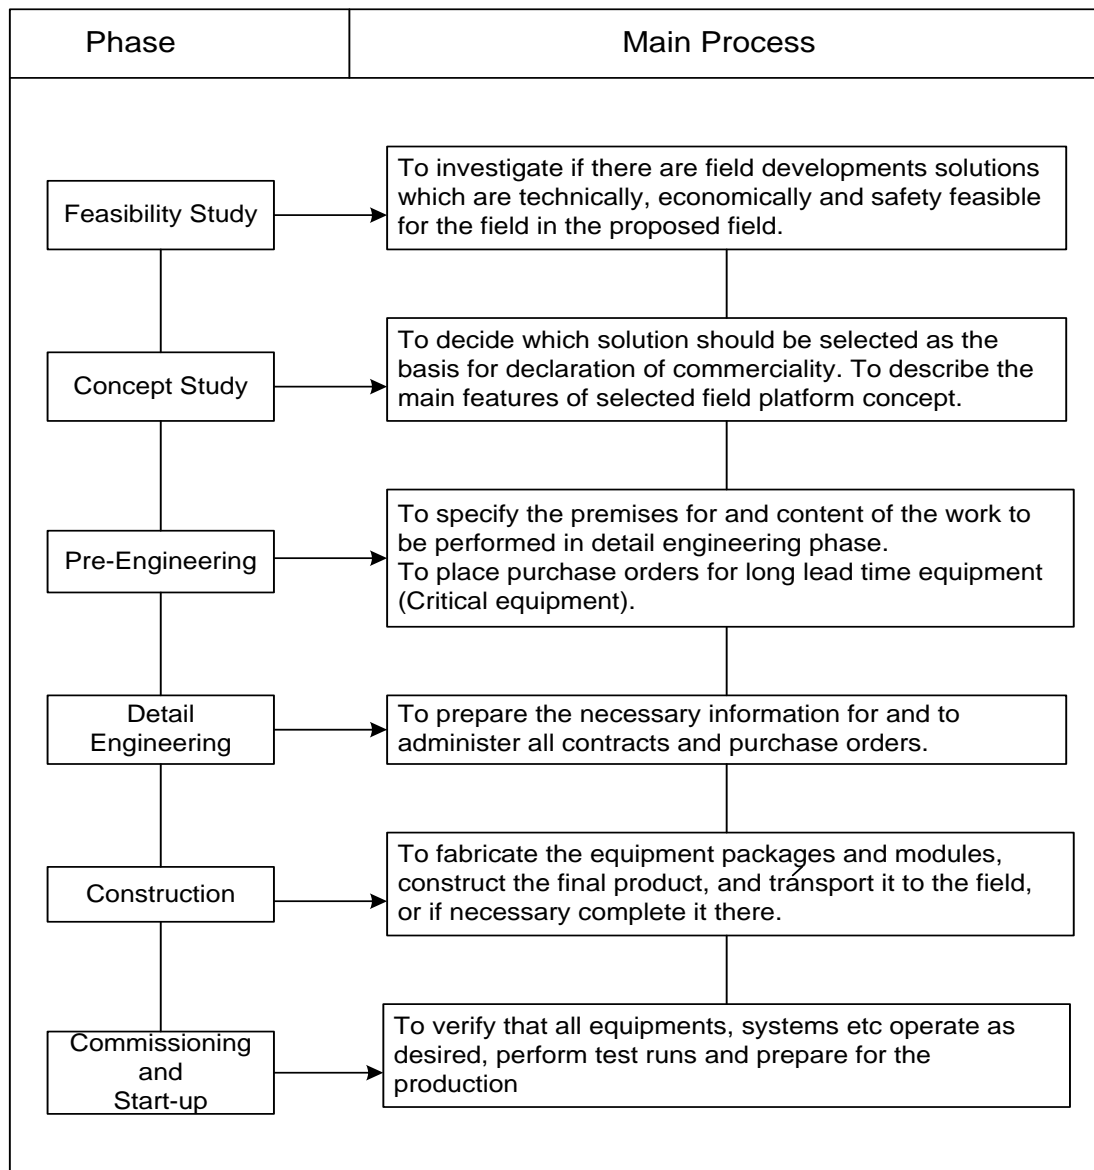 Phase
Main Process
Feasibility Study
To investigate if there are field developments solutions
which are technically, economically and safety feasible
for the field in the proposed field.
Concept Study
To decide which solution should be selected as the
basis for declaration of commerciality. To describe the
main features of selected field platform concept.
Pre-Engineering
To specify the premises for and content of the work to
be performed in detail engineering phase.
To place purchase orders for long lead time equipment
(Critical equipment).
Detail
Engineering
To prepare the necessary information for and to
administer all contracts and purchase orders.
Construction
To fabricate the equipment packages and modules,
construct the final product, and transport it to the field,
or if necessary complete it there.
Commissioning
and
Start-up
To verify that all equipments, systems etc operate as
desired, perform test runs and prepare for the
production